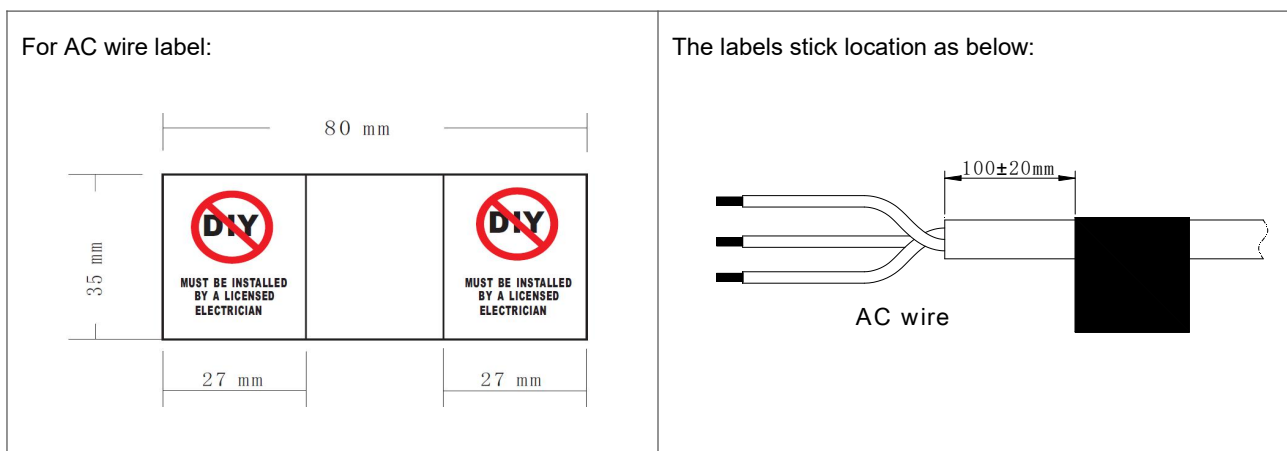 For AC wire label:
80 mm
35 mm
DIY
MUST BE INSTALLED
BY A LICENSED
ELECTRICIAN
DIY
MUST BE INSTALLED
BY A LICENSED
ELECTRICIAN
27 mm
27 mm
The labels stick location as below:
100±20mm
AC wire